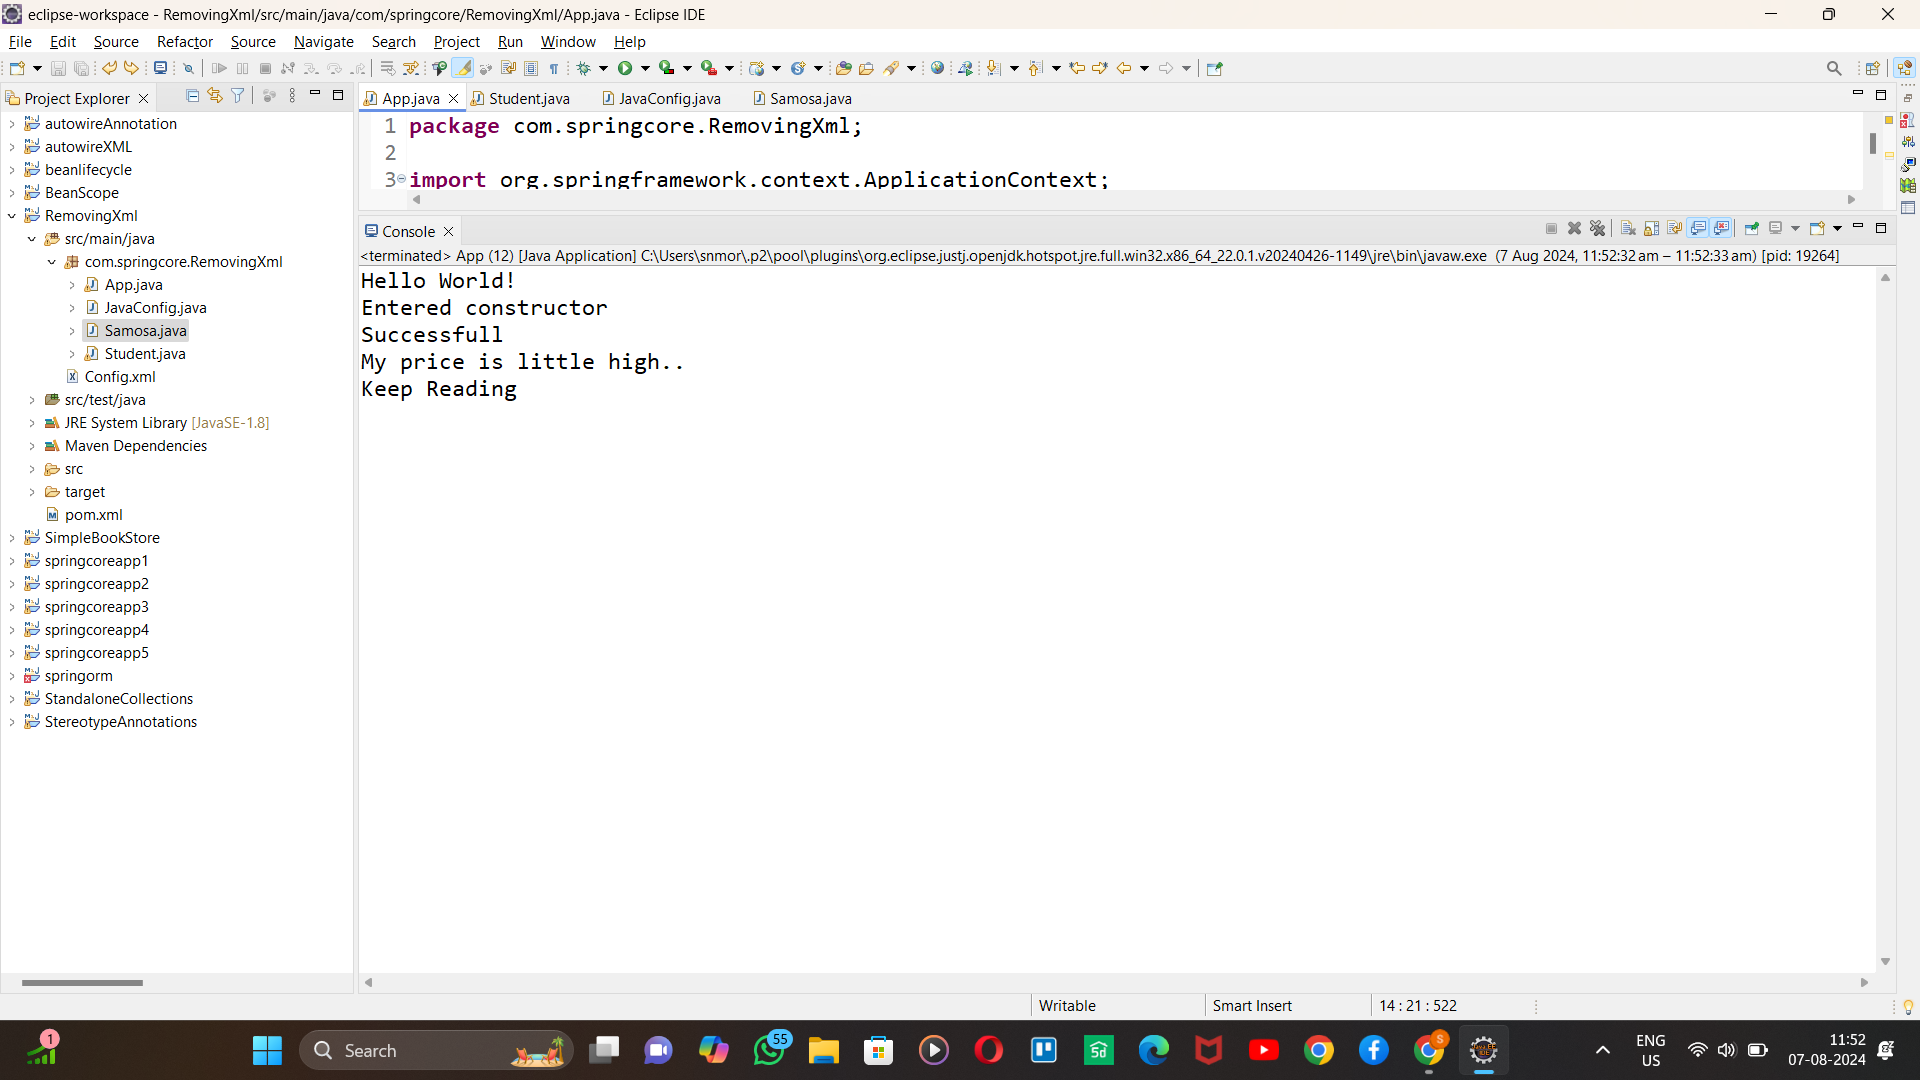 eclipse-workspace - RemovingXml/src/main/java/com/springcore/RemovingXml/App.java - Eclipse IDE
File Edit Source Refactor Source Navigate Search Project Run Window Help
Project Explorer
autowireAnnotation
autowireXML
beanlifecycle
BeanScope
RemovingXml
src/main/java
com.springcore.RemovingXml
App.java
JavaConfig.java
Samosa.java
Student.java
Config.xml
src/test/java
JRE System Library [JavaSE-1.8]
Maven Dependencies
src
target
pom.xml
SimpleBookStore
springcoreapp1
springcoreapp2
springcoreapp3
springcoreapp4
springcoreapp5
springorm
StandaloneCollections
StereotypeAnnotations
App.java Student.java JavaConfig.java Samosa.java
1 package com.springcore.RemovingXml;
2
3 import org.springframework.context.ApplicationContext;
Console
<terminated> App (12) [Java Application] C:\Users\snmor\.p2\pool\plugins\org.eclipse.justj.openjdk.hotspot.jre.full.win32.x86_64_22.0.1.v20240426-1149\jre\bin\javaw.exe (7 Aug 2024, 11:52:32 am – 11:52:33 am) [pid: 19264]
Hello World!
Entered constructor
Successfull
My price is little high..
Keep Reading
Writable Smart Insert 14 : 21 : 522
1
Search
55
S
ENG
US
11:52
07-08-2024